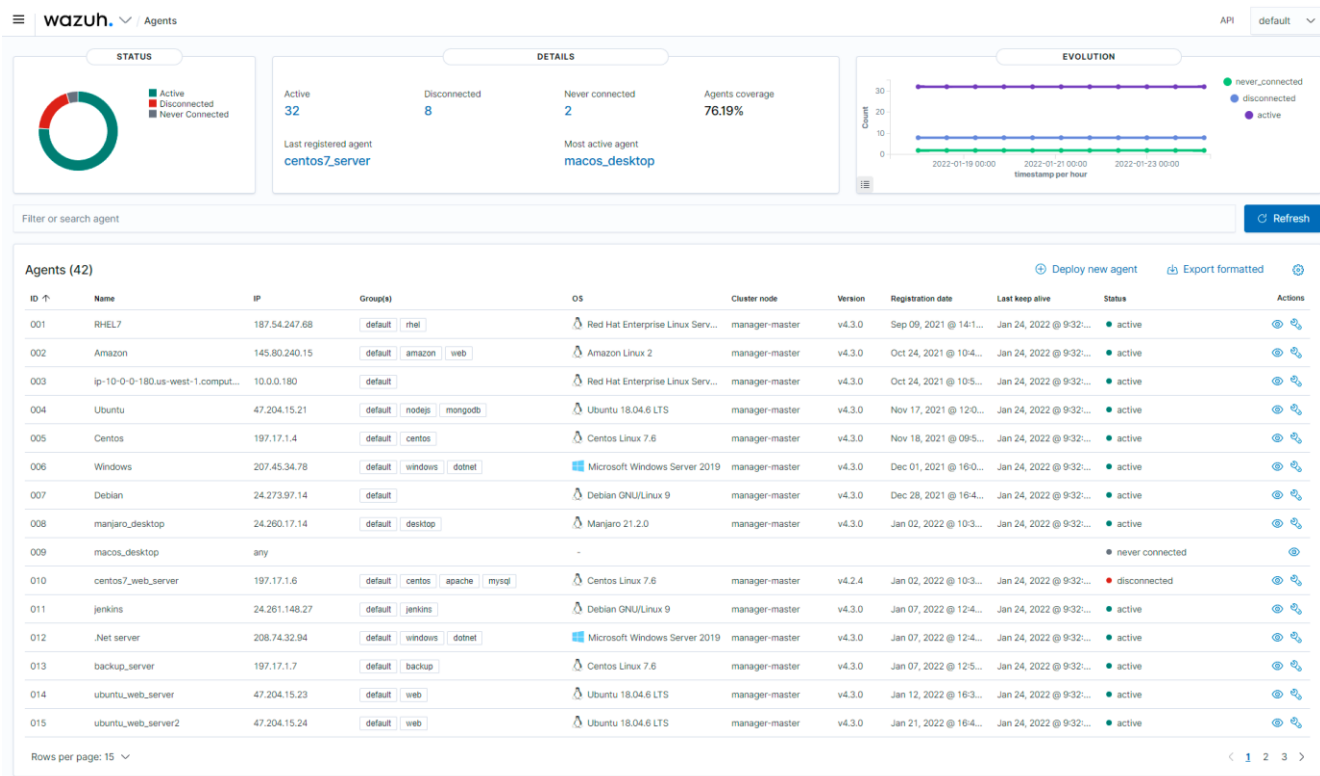 wazuh. / Agents API default
STATUS
Active
Disconnected
Never Connected
DETAILS
Active Disconnected Never connected Agents coverage
32 8 2 76.19%
Last registered agent Most active agent
centos7_server macos_desktop
EVOLUTION
30
20
10
0
Count
2022-01-19 00:00 2022-01-21 00:00 2022-01-23 00:00
timestamp per hour
never_connected
disconnected
active
Filter or search agent Refresh
Agents (42) Deploy new agent Export formatted
ID Name IP Group(s) OS Cluster node Version Registration date Last keep alive Status Actions
001 RHEL7 187.54.247.68 default rhel Red Hat Enterprise Linux Serv... manager-master v4.3.0 Sep 09, 2021 @ 14:1... Jan 24, 2022 @ 9:32:... active
002 Amazon 145.80.240.15 default amazon web Amazon Linux 2 manager-master v4.3.0 Oct 24, 2021 @ 10:4... Jan 24, 2022 @ 9:32:... active
003 ip-10-0-0-180.us-west-1.comput... 10.0.0.180 default Red Hat Enterprise Linux Serv... manager-master v4.3.0 Oct 24, 2021 @ 10:5... Jan 24, 2022 @ 9:32:... active
004 Ubuntu 47.204.15.21 default nodejs mongodb Ubuntu 18.04.6 LTS manager-master v4.3.0 Nov 17, 2021 @ 12:0... Jan 24, 2022 @ 9:32:... active
005 Centos 197.17.1.4 default centos Centos Linux 7.6 manager-master v4.3.0 Nov 18, 2021 @ 09:5... Jan 24, 2022 @ 9:32:... active
006 Windows 207.45.34.78 default windows dotnet Microsoft Windows Server 2019 manager-master v4.3.0 Dec 01, 2021 @ 16:0... Jan 24, 2022 @ 9:32:... active
007 Debian 24.273.97.14 default Debian GNU/Linux 9 manager-master v4.3.0 Dec 28, 2021 @ 16:4... Jan 24, 2022 @ 9:32:... active
008 manjaro_desktop 24.260.17.14 default desktop Manjaro 21.2.0 manager-master v4.3.0 Jan 02, 2022 @ 10:3... Jan 24, 2022 @ 9:32:... active
009 macos_desktop any - never connected
010 centos7_web_server 197.17.1.6 default centos apache mysql Centos Linux 7.6 manager-master v4.2.4 Jan 02, 2022 @ 10:3... Jan 24, 2022 @ 9:32:... disconnected
011 jenkins 24.261.148.27 default jenkins Debian GNU/Linux 9 manager-master v4.3.0 Jan 07, 2022 @ 12:4... Jan 24, 2022 @ 9:32:... active
012 .Net server 208.74.32.94 default windows dotnet Microsoft Windows Server 2019 manager-master v4.3.0 Jan 07, 2022 @ 12:4... Jan 24, 2022 @ 9:32:... active
013 backup_server 197.17.1.7 default backup Centos Linux 7.6 manager-master v4.3.0 Jan 07, 2022 @ 12:5... Jan 24, 2022 @ 9:32:... active
014 ubuntu_web_server 47.204.15.23 default web Ubuntu 18.04.6 LTS manager-master v4.3.0 Jan 12, 2022 @ 16:3... Jan 24, 2022 @ 9:32:... active
015 ubuntu_web_server2 47.204.15.24 default web Ubuntu 18.04.6 LTS manager-master v4.3.0 Jan 21, 2022 @ 16:4... Jan 24, 2022 @ 9:32:... active
Rows per page: 15 < 1 2 3 >